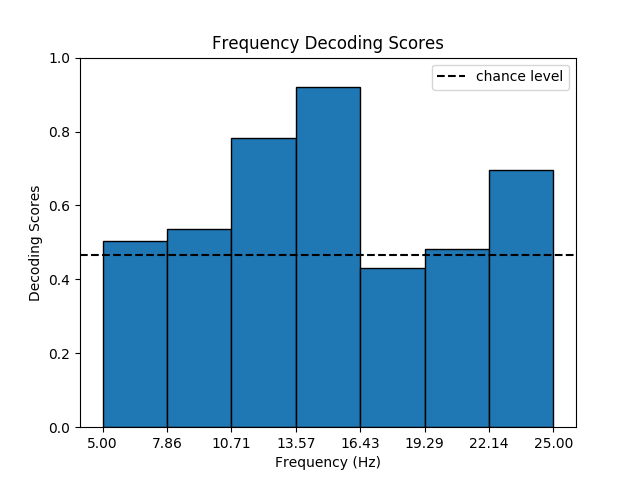 Frequency Decoding Scores
chance level
1.0
0.8
0.6
0.4
0.2
0.0
Decoding Scores
5.00 7.86 10.71 13.57 16.43 19.29 22.14 25.00
Frequency (Hz)